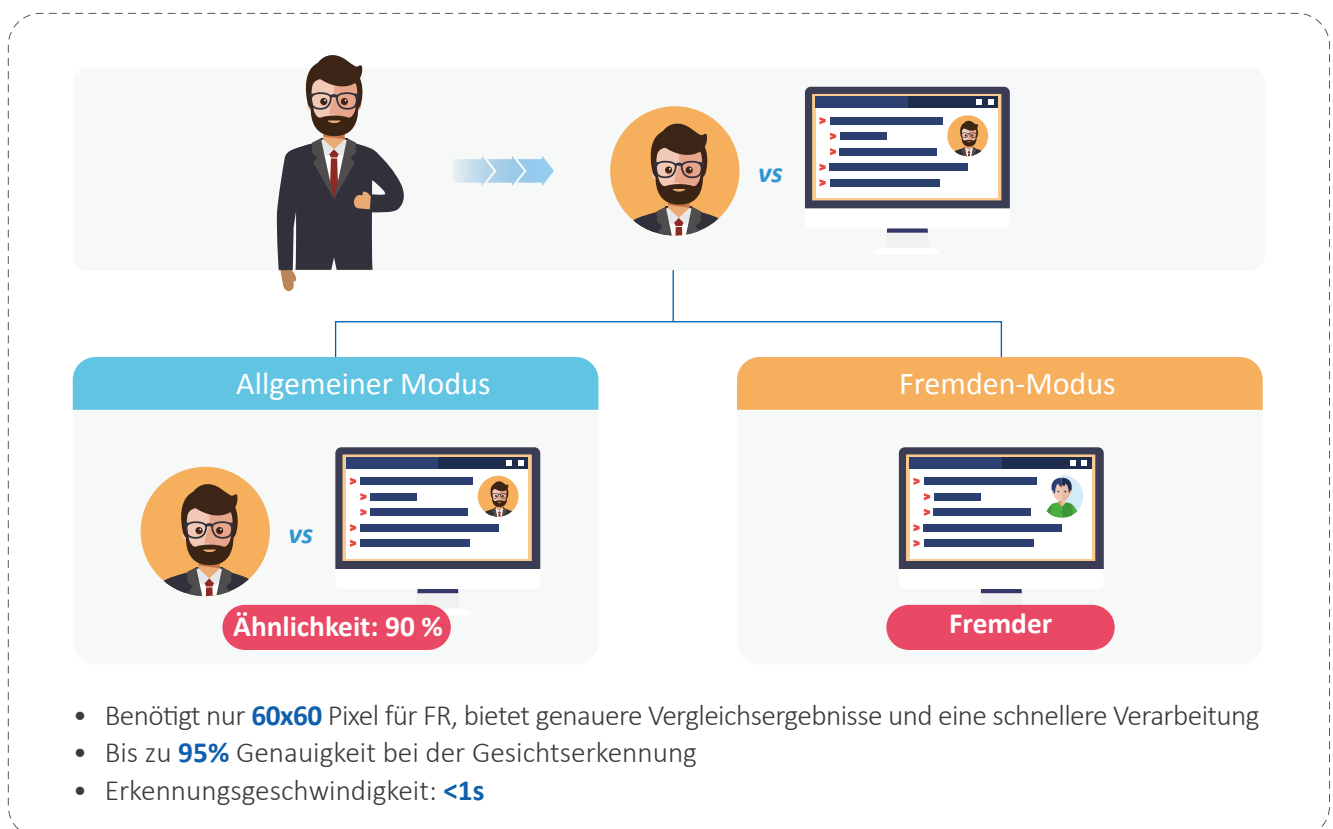 vs
Allgemeiner Modus
Fremden-Modus
vs
Ähnlichkeit: 90 %
Fremder
• Benötigt nur 60x60 Pixel für FR, bietet genauere Vergleichsergebnisse und eine schnellere Verarbeitung
• Bis zu 95% Genauigkeit bei der Gesichtserkennung
• Erkennungsgeschwindigkeit: <1s